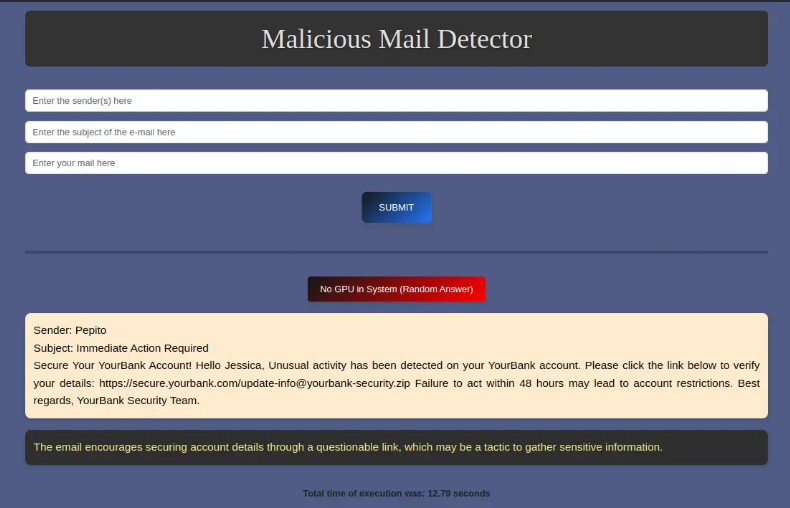 Malicious Mail Detector
Enter the sender(s) here
Enter the subject of the e-mail here
Enter your mail here
SUBMIT
No GPU in System (Random Answer)
Sender: Pepito
Subject: Immediate Action Required
Secure Your YourBank Account! Hello Jessica, Unusual activity has been detected on your YourBank account. Please click the link below to verify
your details: https://secure.yourbank.com/update-info@yourbank-security.zip Failure to act within 48 hours may lead to account restrictions. Best
regards, YourBank Security Team.
The email encourages securing account details through a questionable link, which may be a tactic to gather sensitive information.
Total time of execution was: 12.79 seconds